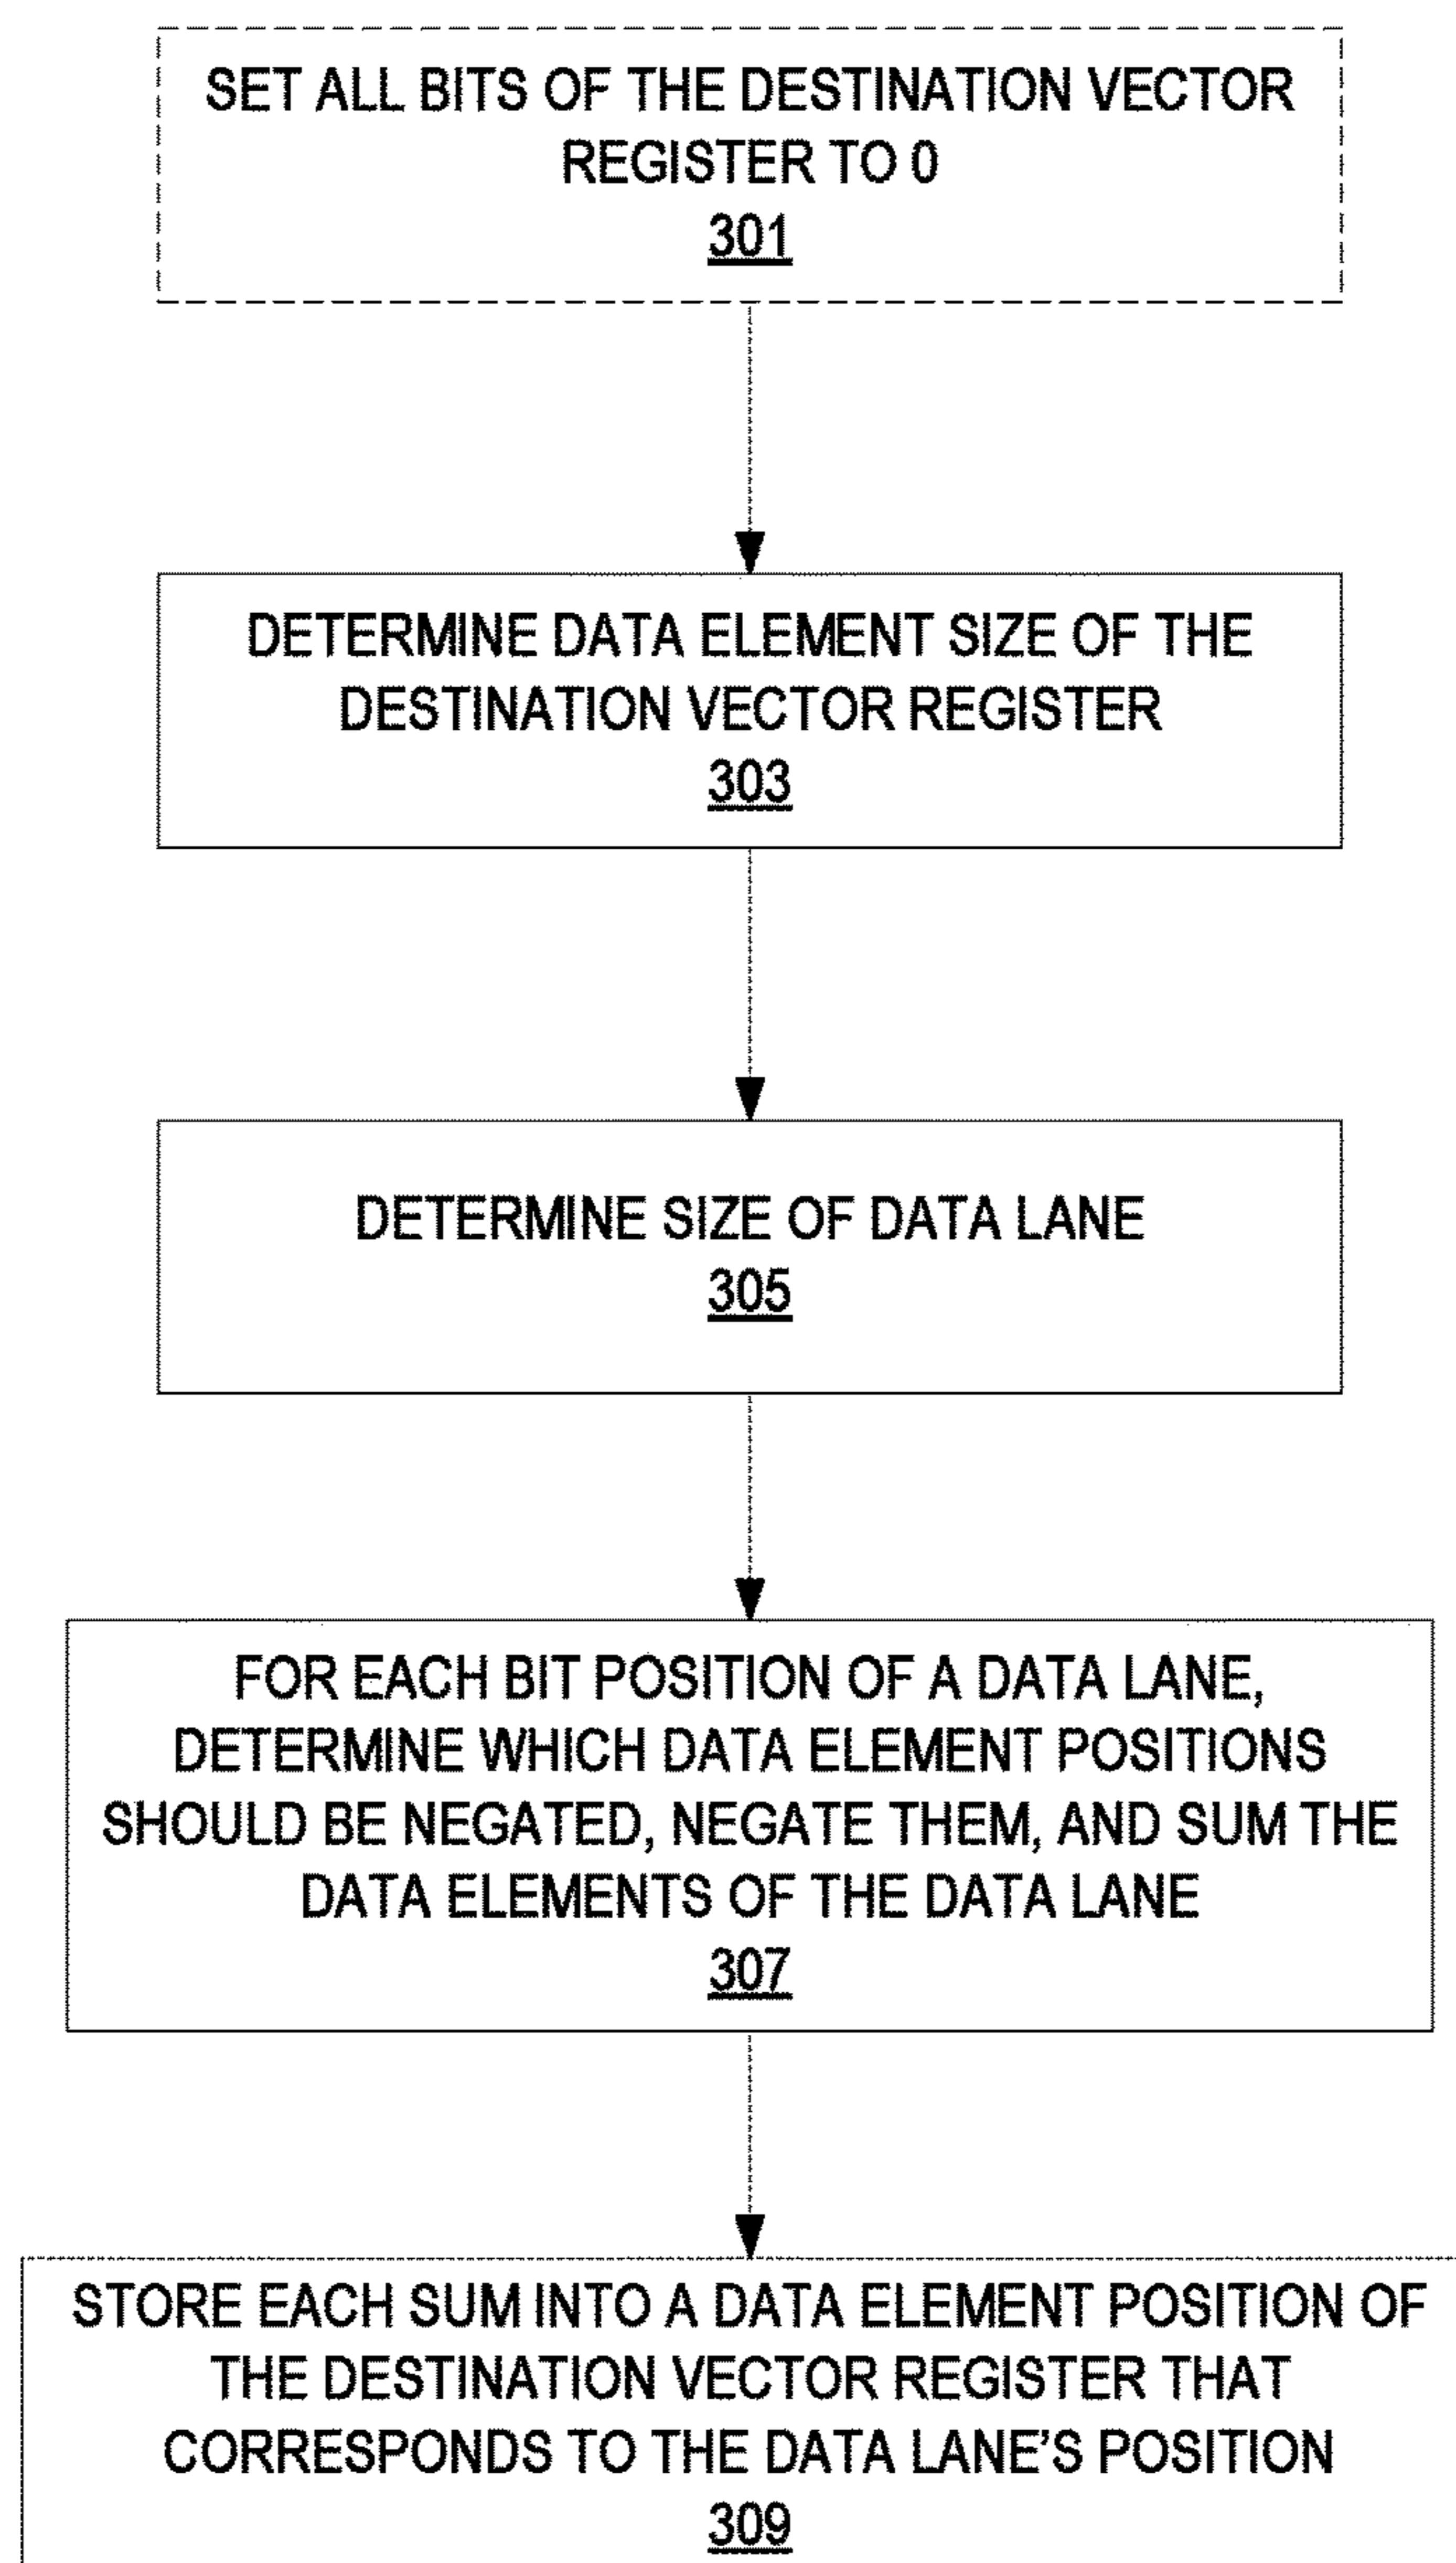 SET ALL BITS OF THE DESTINATION VECTOR
REGISTER TO 0
301
DETERMINE DATA ELEMENT SIZE OF THE
DESTINATION VECTOR REGISTER
303
DETERMINE SIZE OF DATA LANE
305
FOR EACH BIT POSITION OF A DATA LANE,
DETERMINE WHICH DATA ELEMENT POSITIONS
SHOULD BE NEGATED, NEGATE THEM, AND SUM THE
DATA ELEMENTS OF THE DATA LANE
307
STORE EACH SUM INTO A DATA ELEMENT POSITION OF
THE DESTINATION VECTOR REGISTER THAT
CORRESPONDS TO THE DATA LANE'S POSITION
309